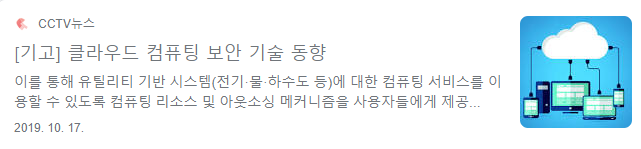 CCTV뉴스
[기고] 클라우드 컴퓨팅 보안 기술 동향
이를 통해 유틸리티 기반 시스템(전기·물·하수도 등)에 대한 컴퓨팅 서비스를 이
용할 수 있도록 컴퓨팅 리소스 및 아웃소싱 메커니즘을 사용자들에게 제공...
2019. 10. 17.